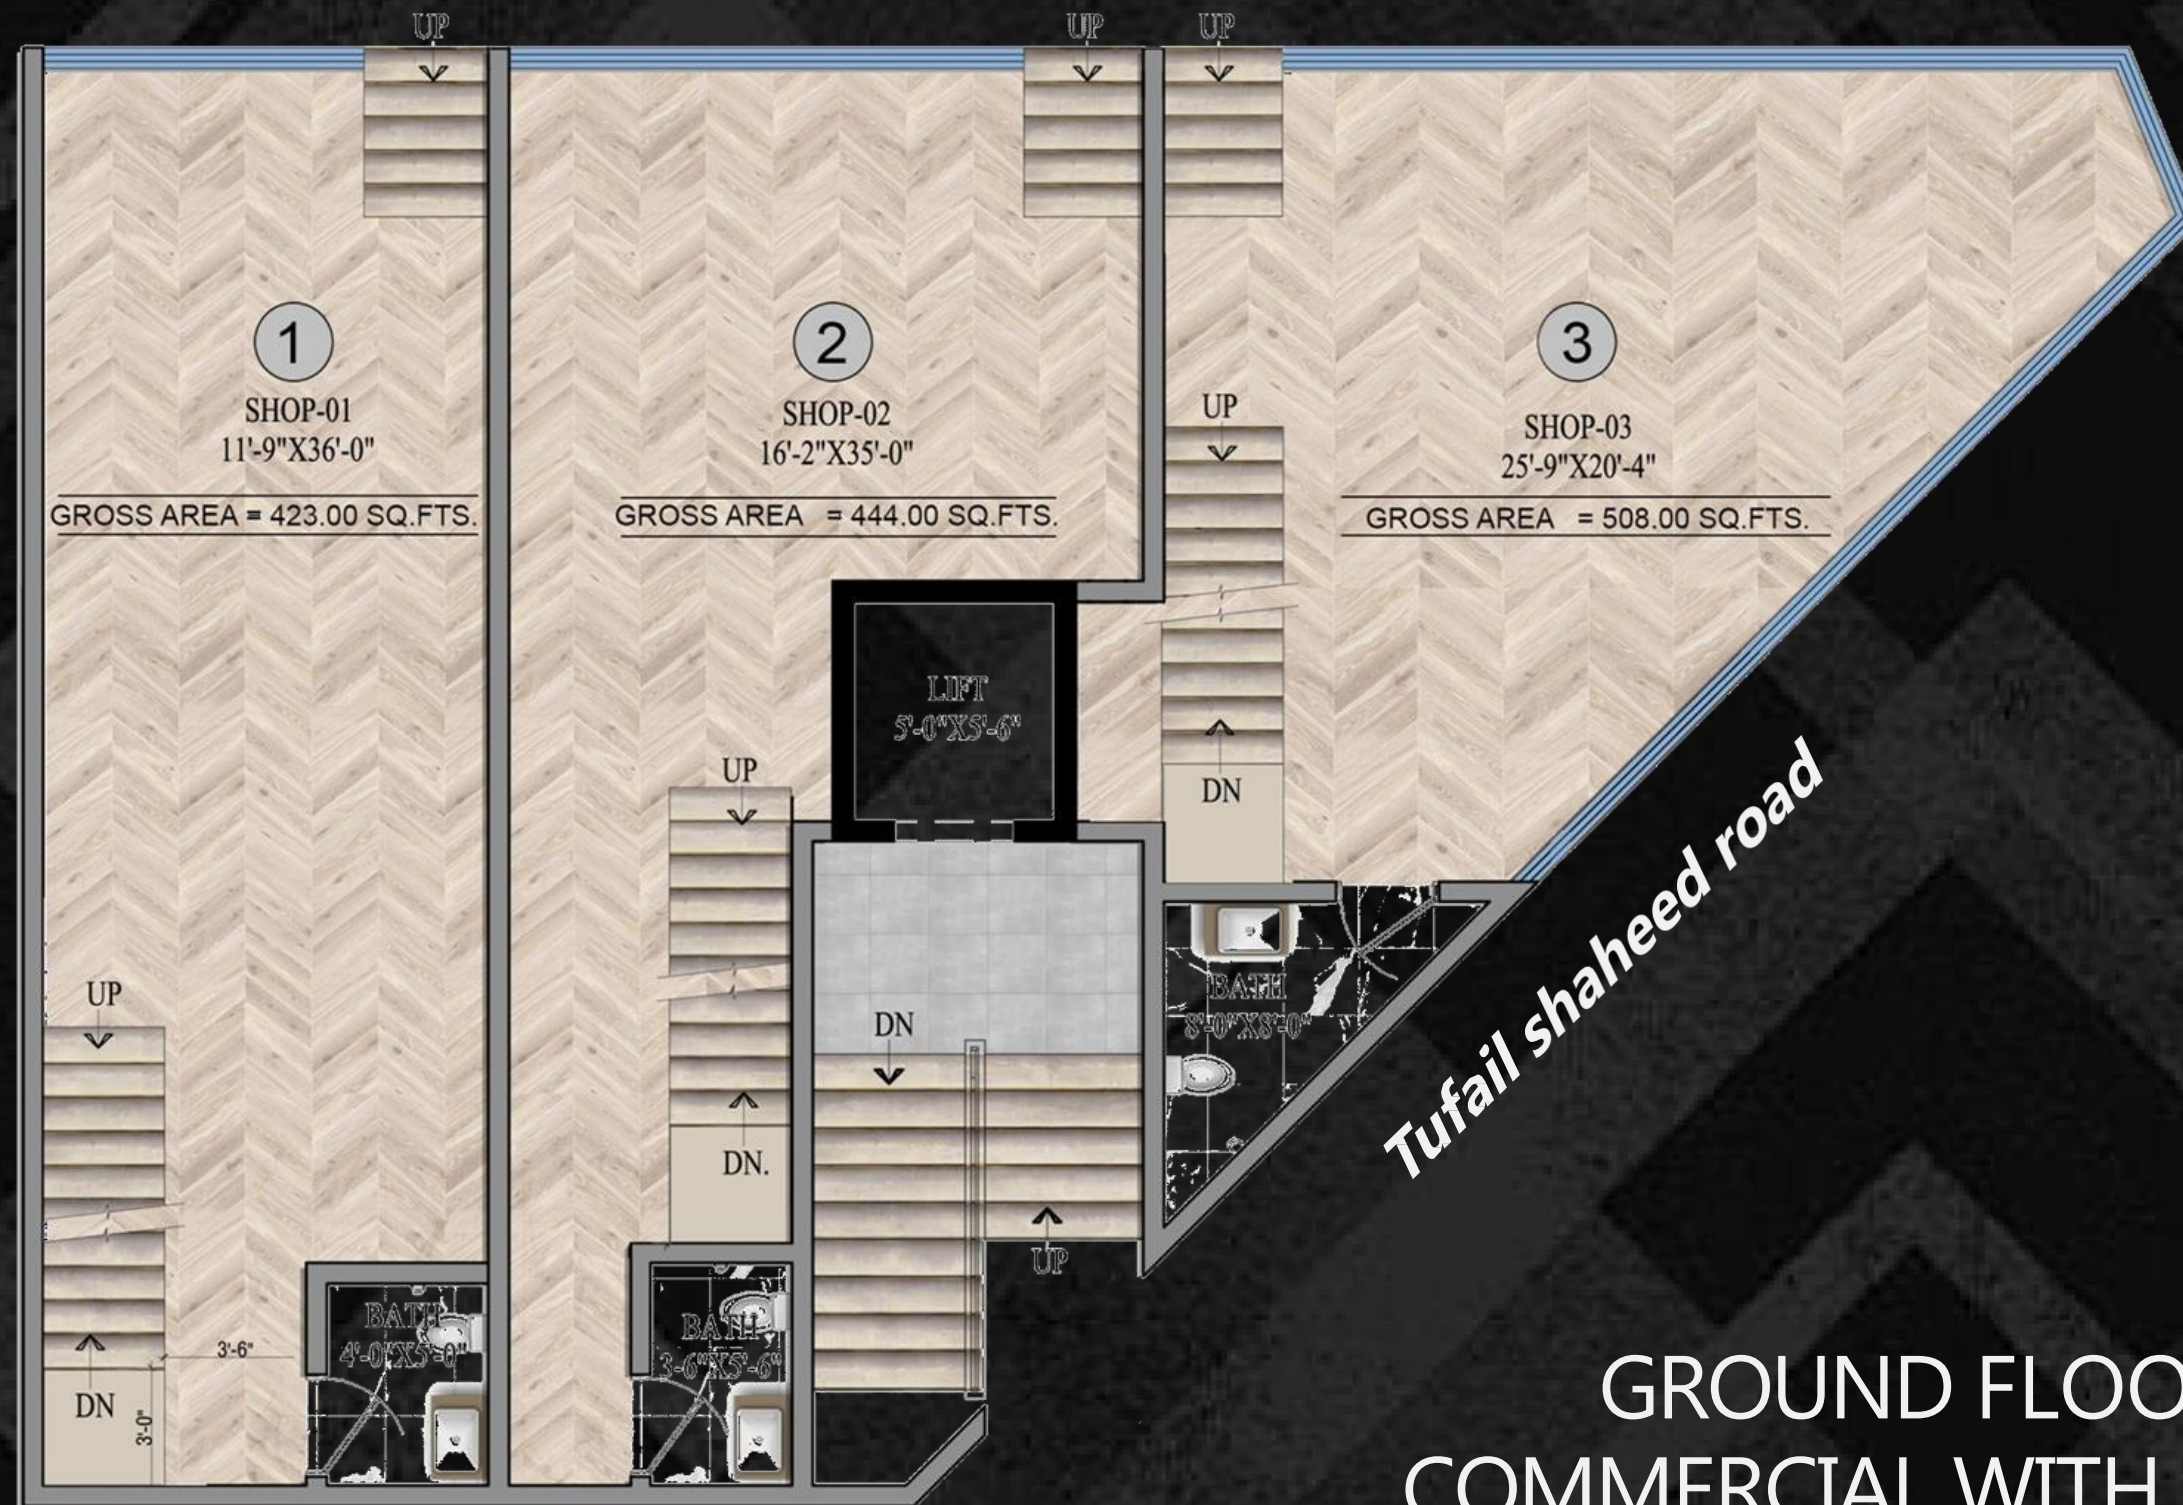 UP
UP
UP
1
SHOP-01
11'-9"X36'-0"
GROSS AREA = 423.00 SQ.FTS.
2
SHOP-02
16'-2"X35'-0"
GROSS AREA = 444.00 SQ.FTS.
UP
3
SHOP-03
25'-9"X20'-4"
GROSS AREA = 508.00 SQ.FTS.
LIFT
5'-0"X5'-6"
UP
DN
DN.
UP
DN
DN
UP
BATH
8'-0"X8'-0"
Tufail shaheed road
BATH
4'-0"X5'-0"
3'-6"
3'-0"
BATH
3-6"X5'-6"
UP
GROUND FLOO
COMMERCIAL WITH